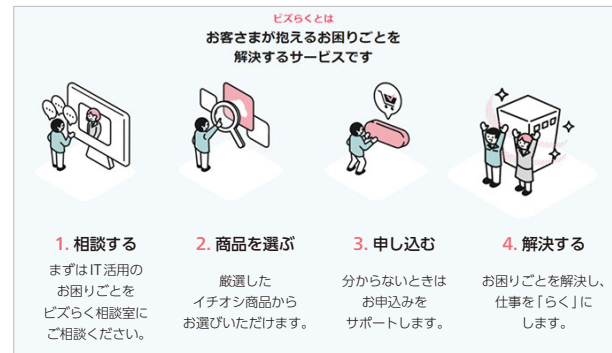 ビズらくとは
お客さまが抱えるお困りごとを
解決するサービスです
1. 相談する
まずはIT活用の
お困りごとを
ビズらく相談室に
ご相談ください。
2. 商品を選ぶ
厳選した
イチオシ商品から
お選びいただけます。
3. 申し込む
分からないときは
お申込みを
サポートします。
4. 解決する
お困りごとを解決し、
仕事を「らく」に
します。